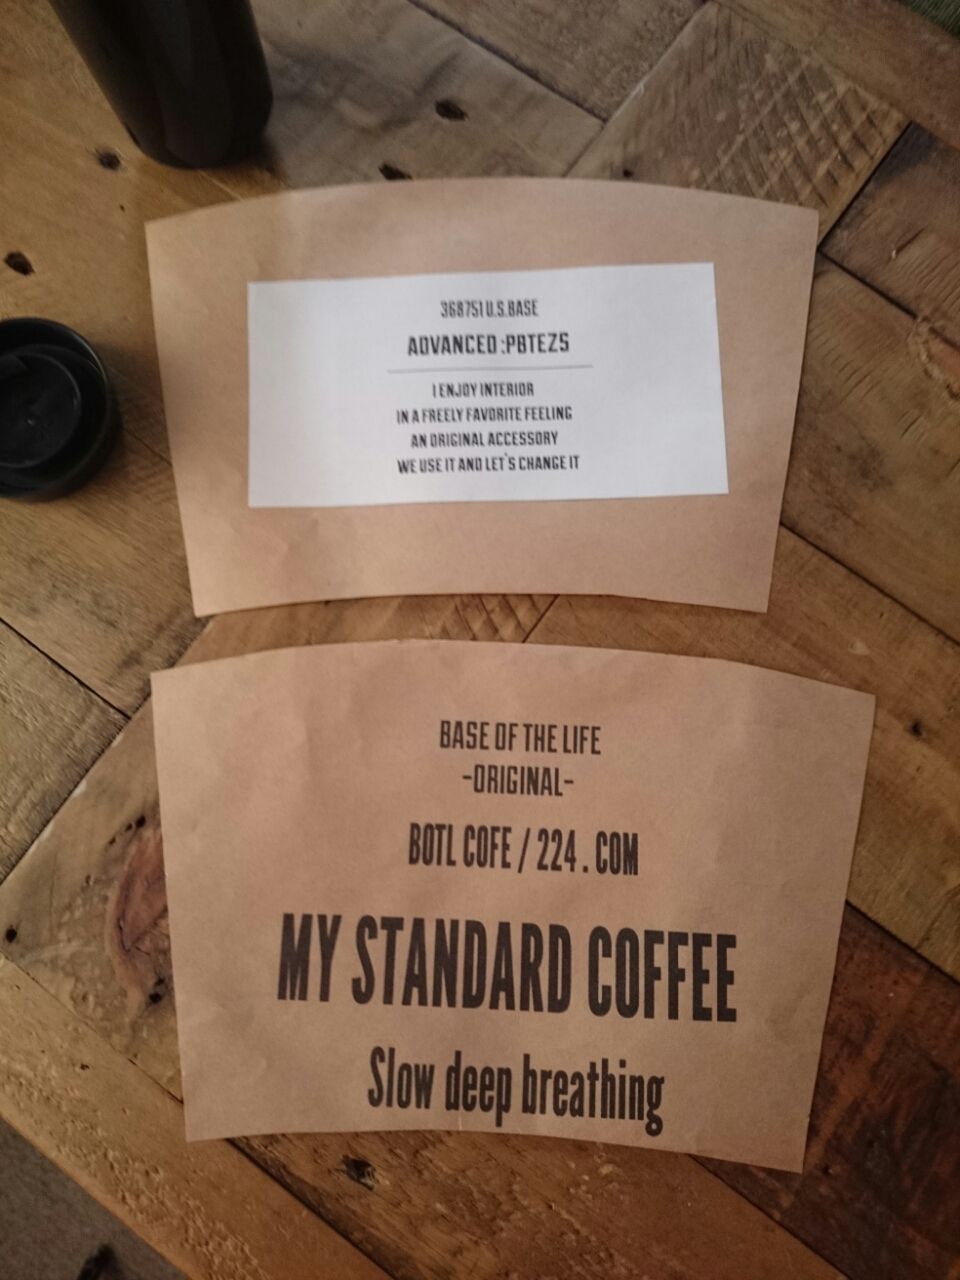 368751 U.S.BASE
ADVANCED :PBTEZS
I ENJOY INTERIOR
IN A FREELY FAVORITE FEELING
AN ORIGINAL ACCESSORY
WE USE IT AND LET'S CHANGE IT
BASE OF THE LIFE
-ORIGINAL-
BOTL COFE / 224 . COM
MY STANDARD COFFEE
Slow deep breathing